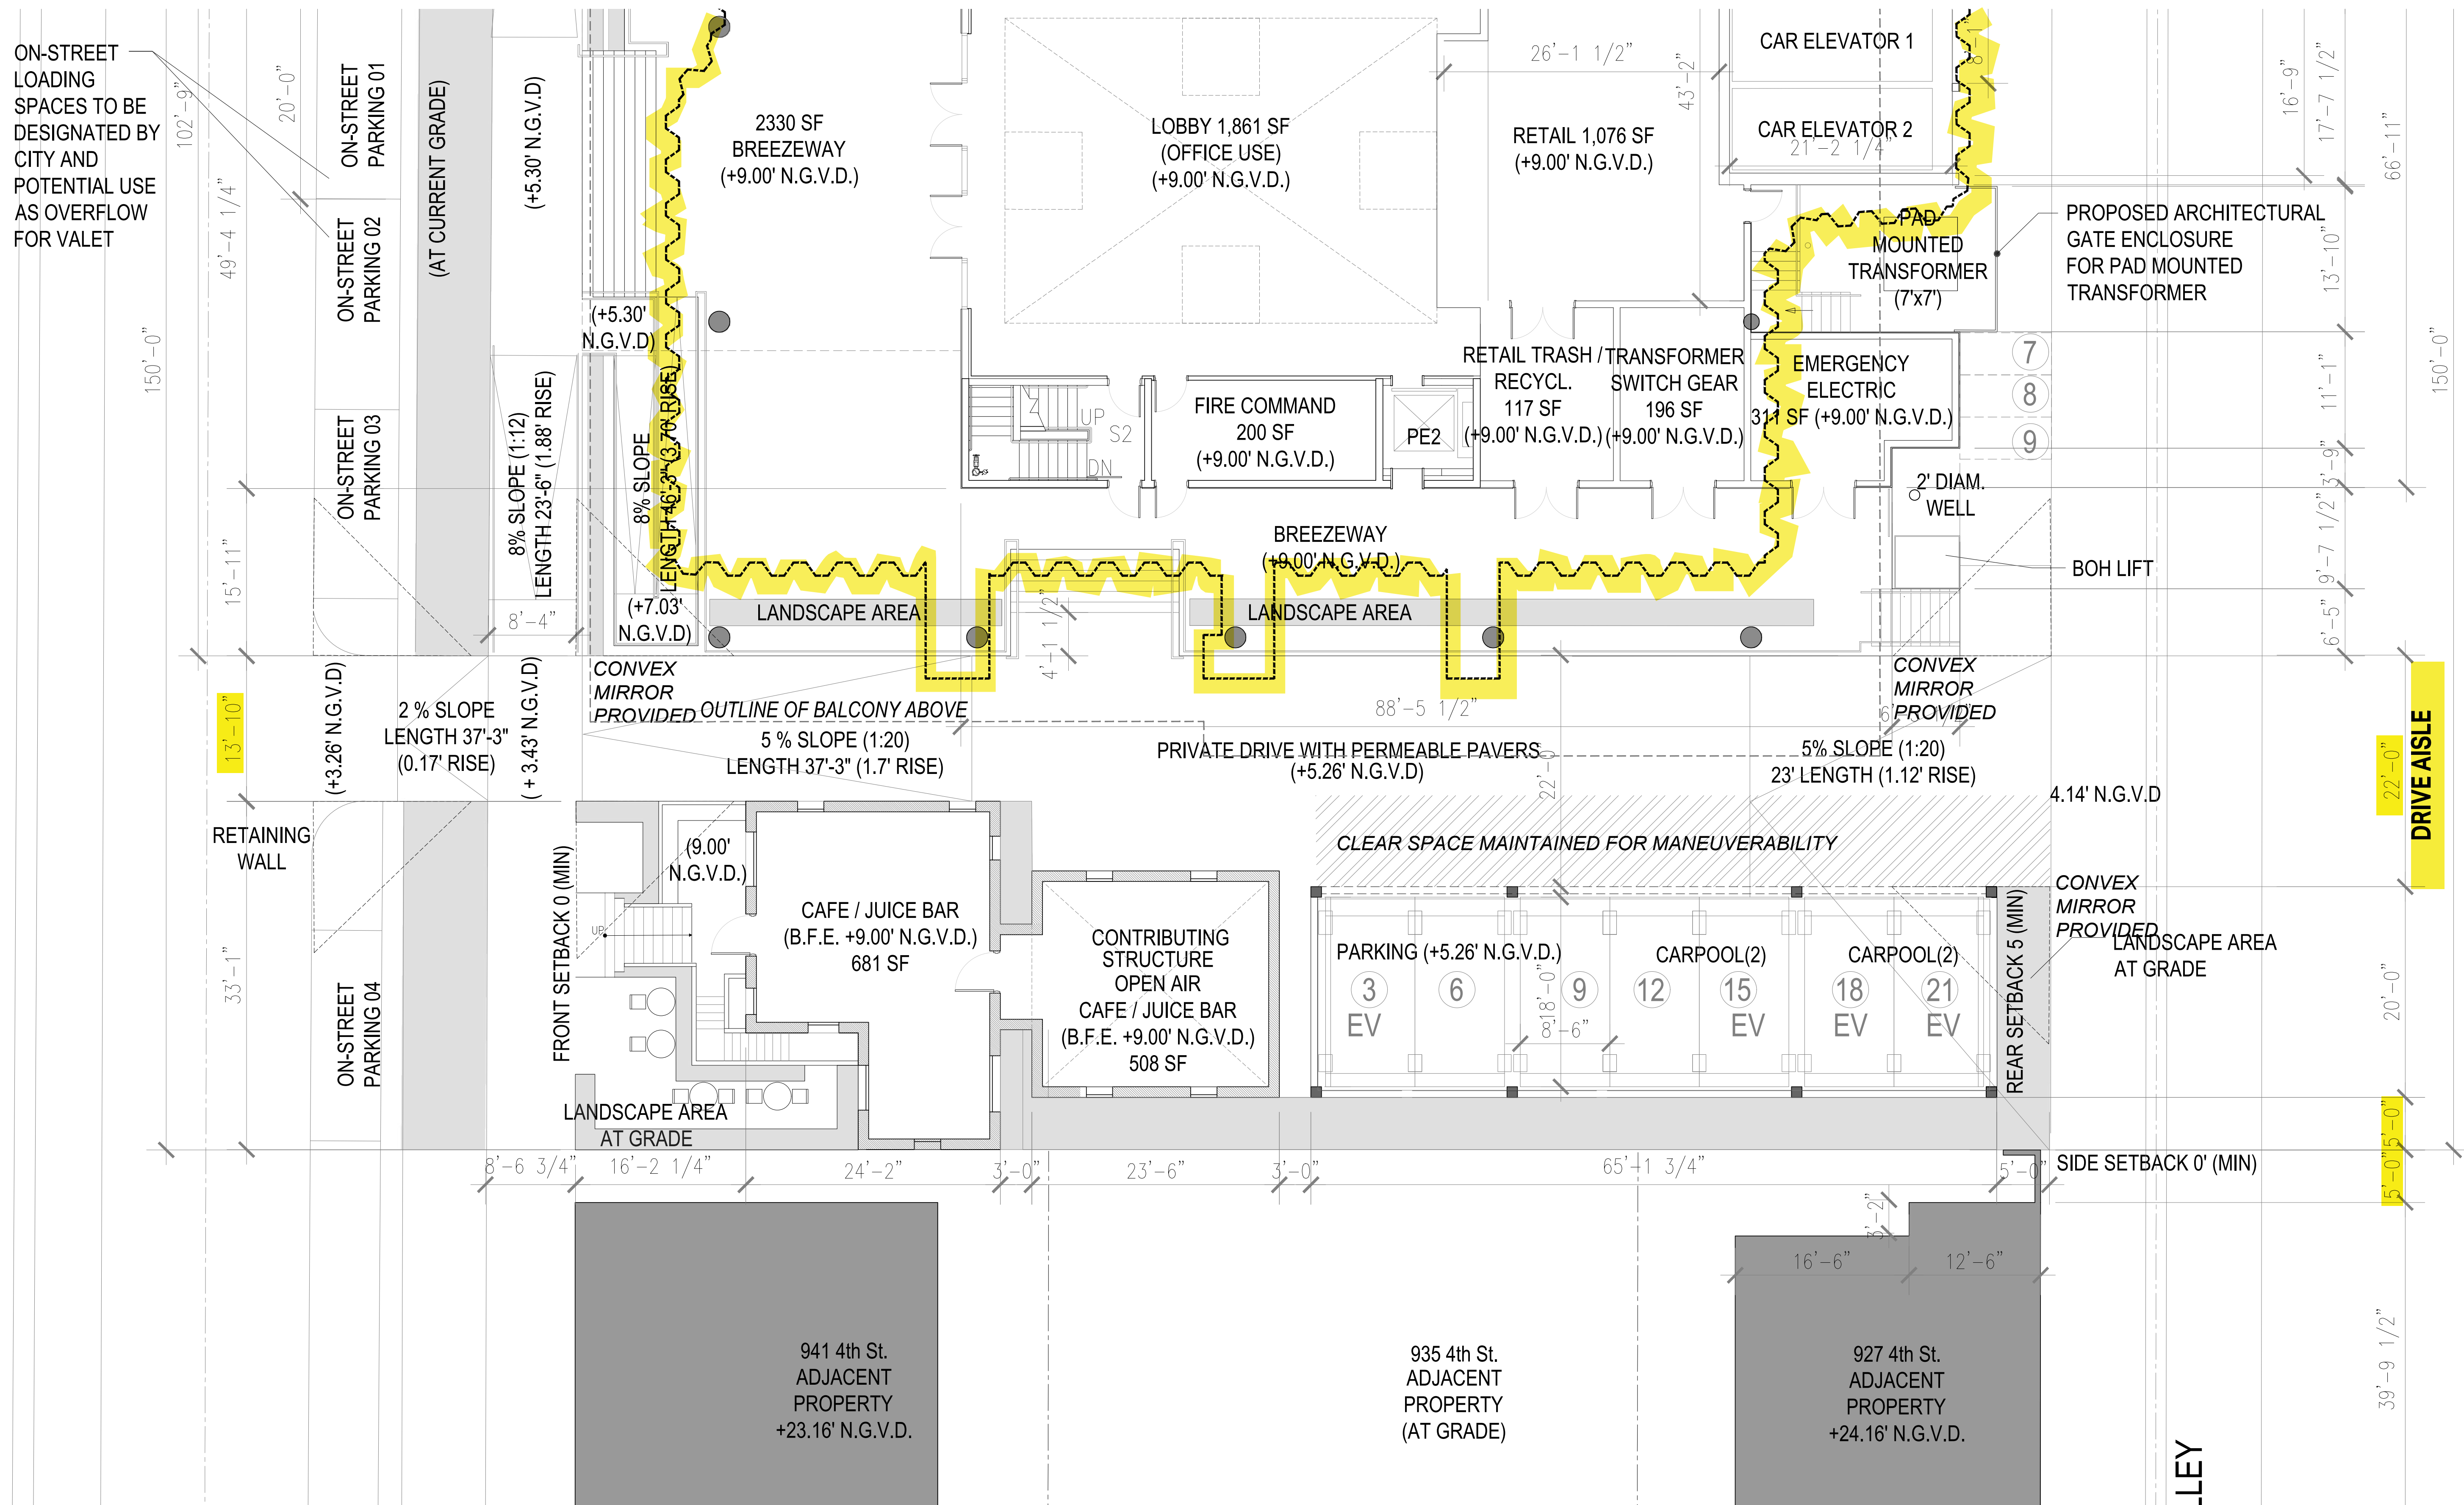 ON-STREET
LOADING
SPACES TO BE
DESIGNATED BY
CITY AND
POTENTIAL USE
AS OVERFLOW
FOR VALET
102'-9"
20'-0"
49'-4 1/4"
150'-0"
15'-11"
13'-10"
33'-1"
ON-STREET
PARKING 01
ON-STREET
PARKING 02
ON-STREET
PARKING 03
ON-STREET
PARKING 04
(AT CURRENT GRADE)
(+5.30' N.G.V.D)
(+5.30'
N.G.V.D)
8% SLOPE (1:12)
LENGTH 23'-6" (1.88' RISE)
8% SLOPE
LENGTH 46'-3" (3.70' RISE)
8'-4"
(+7.03'
N.G.V.D)
2330 SF
BREEZEWAY
(+9.00' N.G.V.D.)
LOBBY 1,861 SF
(OFFICE USE)
(+9.00' N.G.V.D.)
26'-1 1/2"
43'-2"
RETAIL 1,076 SF
(+9.00' N.G.V.D.)
CAR ELEVATOR 1
CAR ELEVATOR 2
21'-2 1/4"
8'-1"
16'-9"
17'-7 1/2"
66'-11"
PAD
MOUNTED
TRANSFORMER
(7'x7')
PROPOSED ARCHITECTURAL
GATE ENCLOSURE
FOR PAD MOUNTED
TRANSFORMER
13'-10"
150'-0"
UP
S2
DN
FIRE COMMAND
200 SF
(+9.00' N.G.V.D.)
PE2
RETAIL TRASH /
RECYCL.
117 SF
(+9.00' N.G.V.D.)
TRANSFORMER
SWITCH GEAR
196 SF
(+9.00' N.G.V.D.)
EMERGENCY
ELECTRIC
311 SF (+9.00' N.G.V.D.)
7
8
9
11'-1"
3'-9"
9'-7 1/2"
6'-5"
2' DIAM.
WELL
BOH LIFT
BREEZEWAY
(+9.00' N.G.V.D.)
LANDSCAPE AREA
LANDSCAPE AREA
4'-1 1/2"
CONVEX
MIRROR
PROVIDED
OUTLINE OF BALCONY ABOVE
88'-5 1/2"
CONVEX
MIRROR
PROVIDED
(+3.26' N.G.V.D)
2 % SLOPE
LENGTH 37'-3"
(0.17' RISE)
( + 3.43' N.G.V.D)
5 % SLOPE (1:20)
LENGTH 37'-3" (1.7' RISE)
PRIVATE DRIVE WITH PERMEABLE PAVERS
(+5.26' N.G.V.D)
22'-0"
5% SLOPE (1:20)
23' LENGTH (1.12' RISE)
4.14' N.G.V.D
22'-0"
DRIVE AISLE
RETAINING
WALL
FRONT SETBACK 0 (MIN)
(9.00'
N.G.V.D.)
UP
CAFE / JUICE BAR
(B.F.E. +9.00' N.G.V.D.)
681 SF
CONTRIBUTING
STRUCTURE
OPEN AIR
CAFE / JUICE BAR
(B.F.E. +9.00' N.G.V.D.)
508 SF
CLEAR SPACE MAINTAINED FOR MANEUVERABILITY
PARKING (+5.26' N.G.V.D.)
CARPOOL(2)
CARPOOL(2)
3
6
9
12
15
18
21
EV
EV
EV
EV
18'-0"
8'-6"
REAR SETBACK 5 (MIN)
CONVEX
MIRROR
PROVIDED
LANDSCAPE AREA
AT GRADE
20'-0"
5'-0"
5'-0"
LANDSCAPE AREA
AT GRADE
8'-6 3/4"
16'-2 1/4"
24'-2"
3'-0"
23'-6"
3'-0"
65'-1 3/4"
5'-0"
SIDE SETBACK 0' (MIN)
3'-2"
16'-6"
12'-6"
39'-9 1/2"
941 4th St.
ADJACENT
PROPERTY
+23.16' N.G.V.D.
935 4th St.
ADJACENT
PROPERTY
(AT GRADE)
927 4th St.
ADJACENT
PROPERTY
+24.16' N.G.V.D.
LLEY